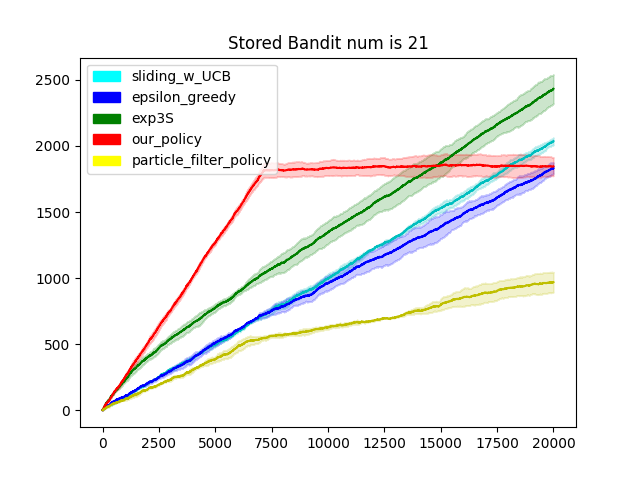 Stored Bandit num is 21
sliding_w_UCB
epsilon_greedy
exp3S
our_policy
particle_filter_policy
2500
2000
1500
1000
500
0
0 2500 5000 7500 10000 12500 15000 17500 20000